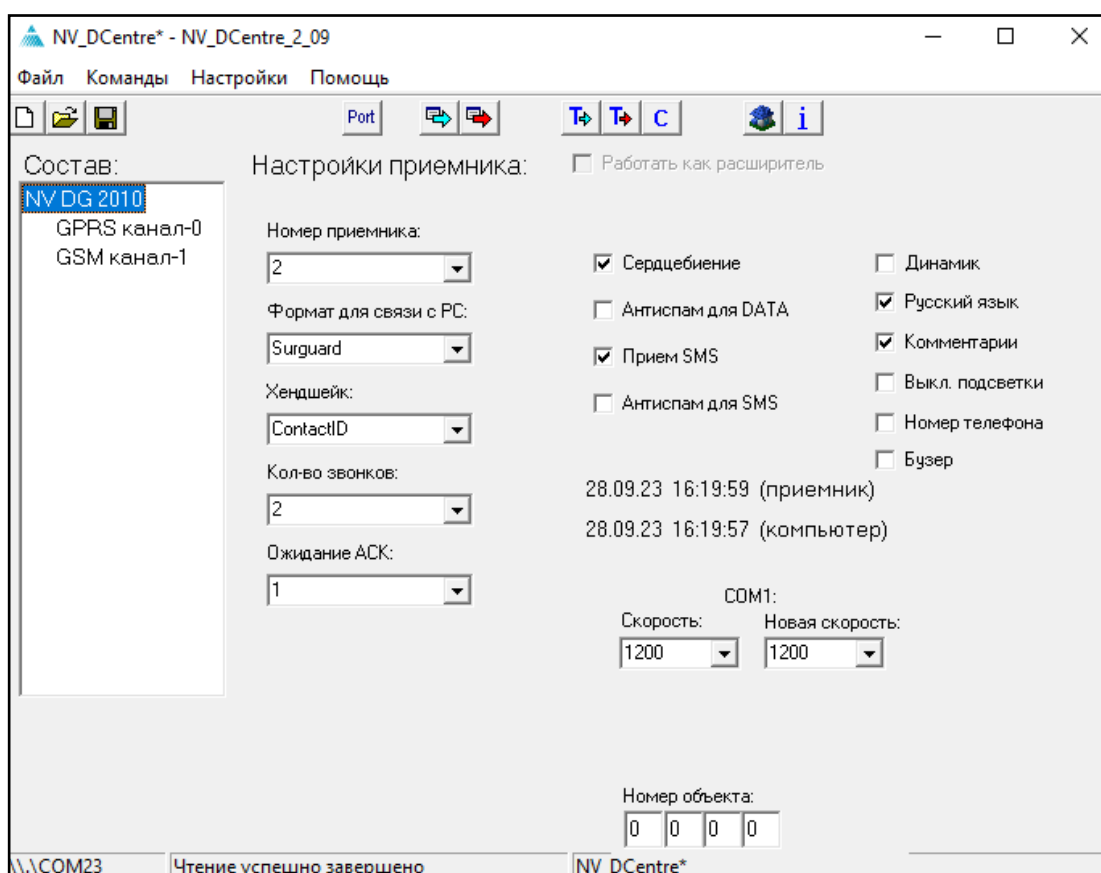 NV_DCentre* - NV_DCentre_2_09
Файл Команды Настройки Помощь
Port T T C i
Состав:
NV DG 2010
GPRS канал-0
GSM канал-1
Настройки приемника:
Работать как расширитель
Номер приемника:
2
Формат для связи с PC:
Surguard
Хендшейк:
ContactID
Кол-во звонков:
2
Ожидание ACK:
1
Сердцебиение
Антиспам для DATA
Прием SMS
Антиспам для SMS
Динамик
Русский язык
Комментарии
Выкл. подсветки
Номер телефона
Бузер
28.09.23 16:19:59 (приемник)
28.09.23 16:19:57 (компьютер)
COM1:
Скорость: Новая скорость:
1200 1200
Номер объекта:
0 0 0 0
\\.\COM23 Чтение успешно завершено NV_DCentre*